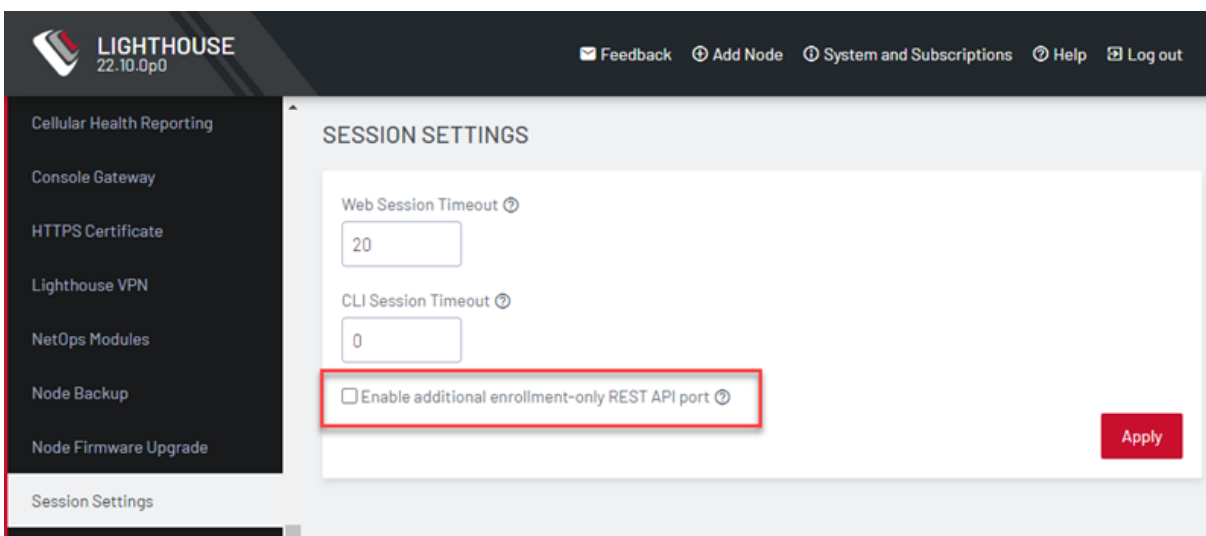 LIGHTHOUSE
22.10.0p0
Feedback
Add Node
System and Subscriptions
Help
Log out
Cellular Health Reporting
Console Gateway
HTTPS Certificate
Lighthouse VPN
NetOps Modules
Node Backup
Node Firmware Upgrade
Session Settings
SESSION SETTINGS
Web Session Timeout
20
CLI Session Timeout
0
Enable additional enrollment-only REST API port
Apply